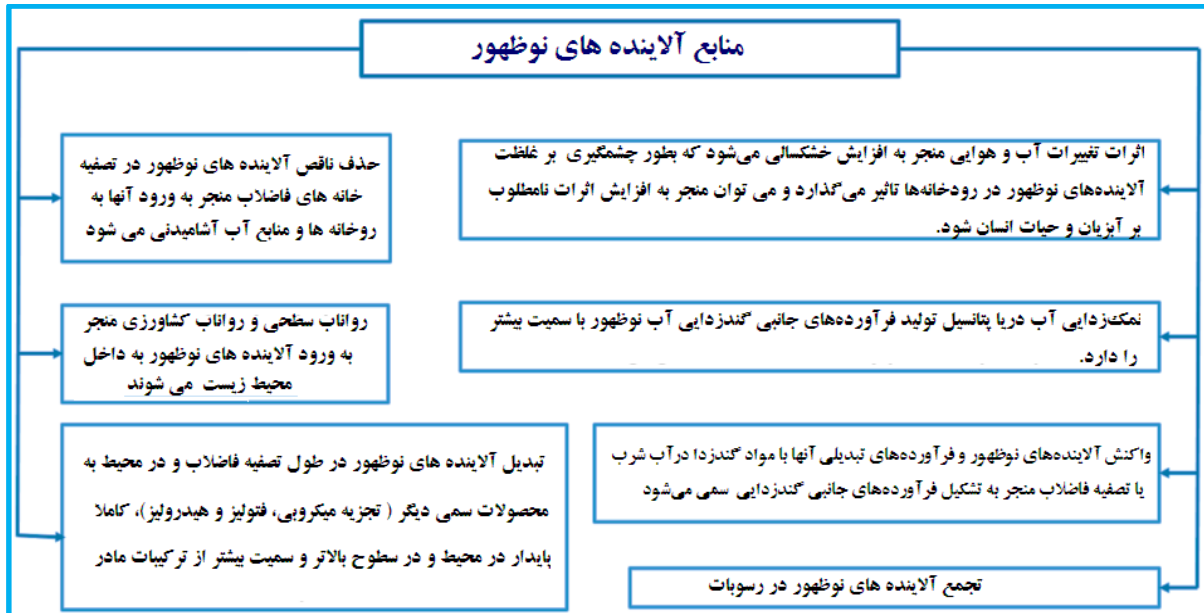 منابع آلاینده های نوظهور
اثرات تغییرات آب و هوایی منجر به افزایش خشکسالی می‌شود که بطور چشمگیری بر غلظت
آلاینده‌های نوظهور در رودخانه‌ها تاثیر می‌گذارد و می توان منجر به افزایش اثرات نامطلوب
بر آبزیان و حیات انسان شود.
نمک‌زدایی آب دریا پتانسیل تولید فرآورده‌های جانبی گندزدایی آب نوظهور با سمیت بیشتر
را دارد.
واکنش آلاینده‌های نوظهور و فرآورده‌های تبدیلی آنها با مواد گندزدا درآب شرب
یا تصفیه فاضلاب منجر به تشکیل فرآورده‌های جانبی گندزدایی سمی می‌شود
تجمع آلاینده های نوظهور در رسوبات
حذف ناقص آلاینده های نوظهور در تصفیه
خانه های فاضلاب منجر به ورود آنها به
روخانه ها و منابع آب آشامیدنی می شود
رواناب سطحی و رواناب کشاورزی منجر
به ورود آلاینده های نوظهور به داخل
محیط زیست می شوند
تبدیل آلاینده های نوظهور در طول تصفیه فاضلاب و در محیط به
محصولات سمی دیگر ( تجزیه میکروبی، فتولیز و هیدرولیز)، کاملا
پایدار در محیط و در سطوح بالاتر و سمیت بیشتر از ترکیبات مادر